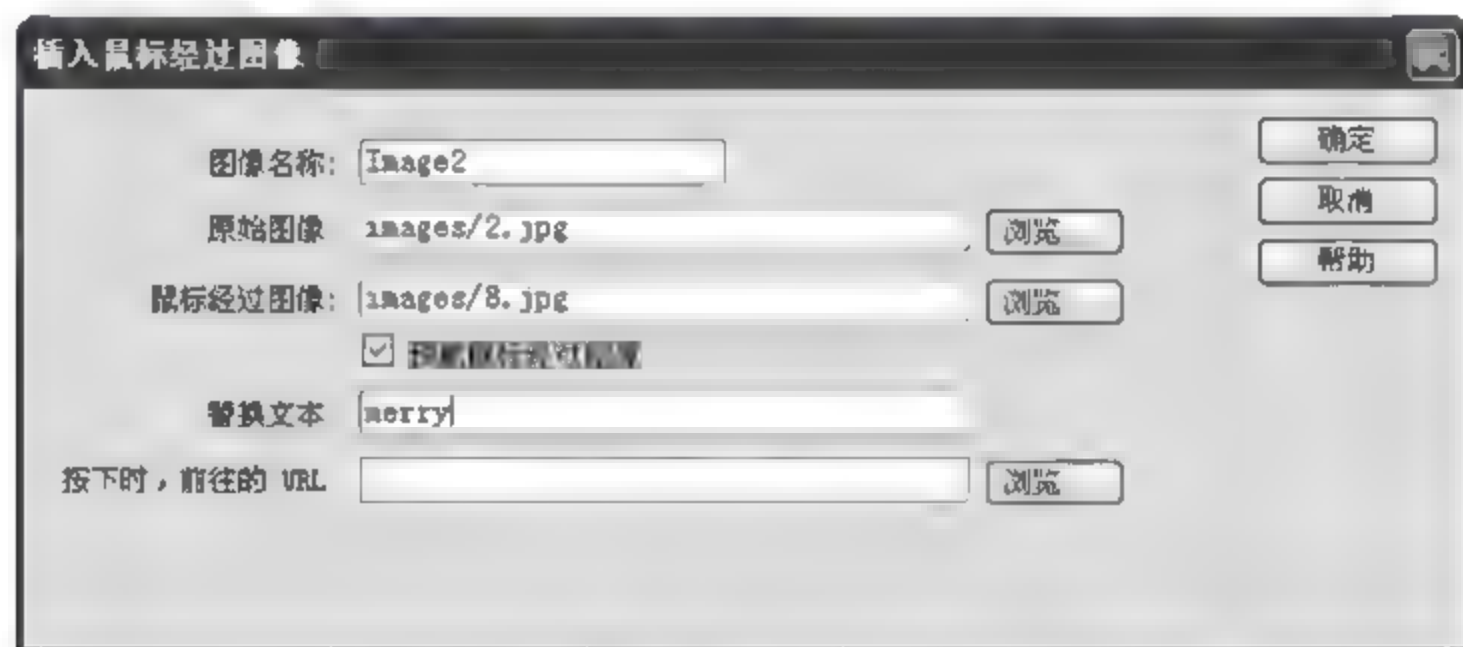 插入鼠标经过图像
图像名称: Image2
确定
原始图像 images/2.jpg 浏览
取消
鼠标经过图像: images/8.jpg 浏览
帮助
替换文本 merry
按下时，前往的 URL 浏览